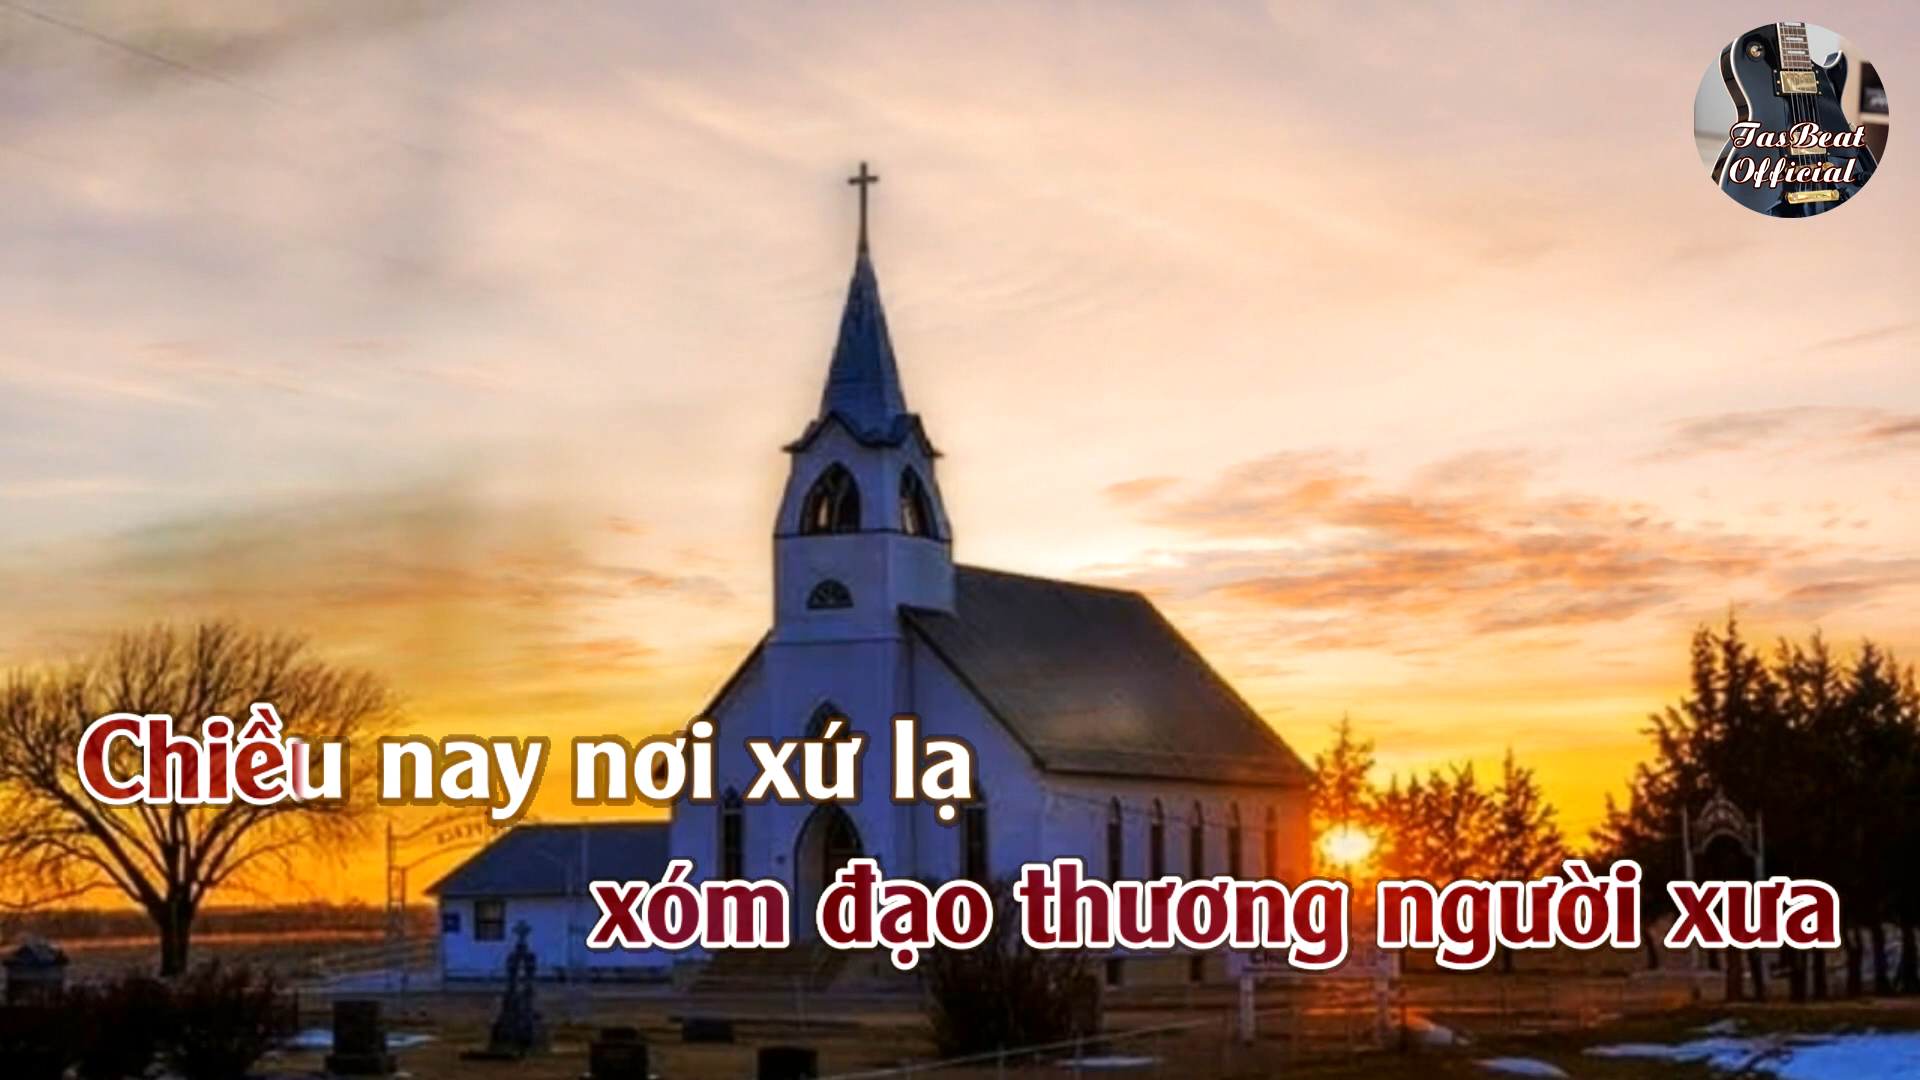 TasBeat
Official
Chiều nay nơi xứ lạ
xóm đạo thương người xưa